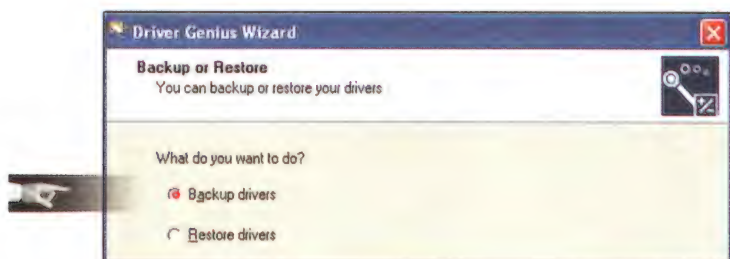 Driver Genius Wizard
Backup or Restore
You can backup or restore your drivers
What do you want to do?
Backup drivers
Restore drivers